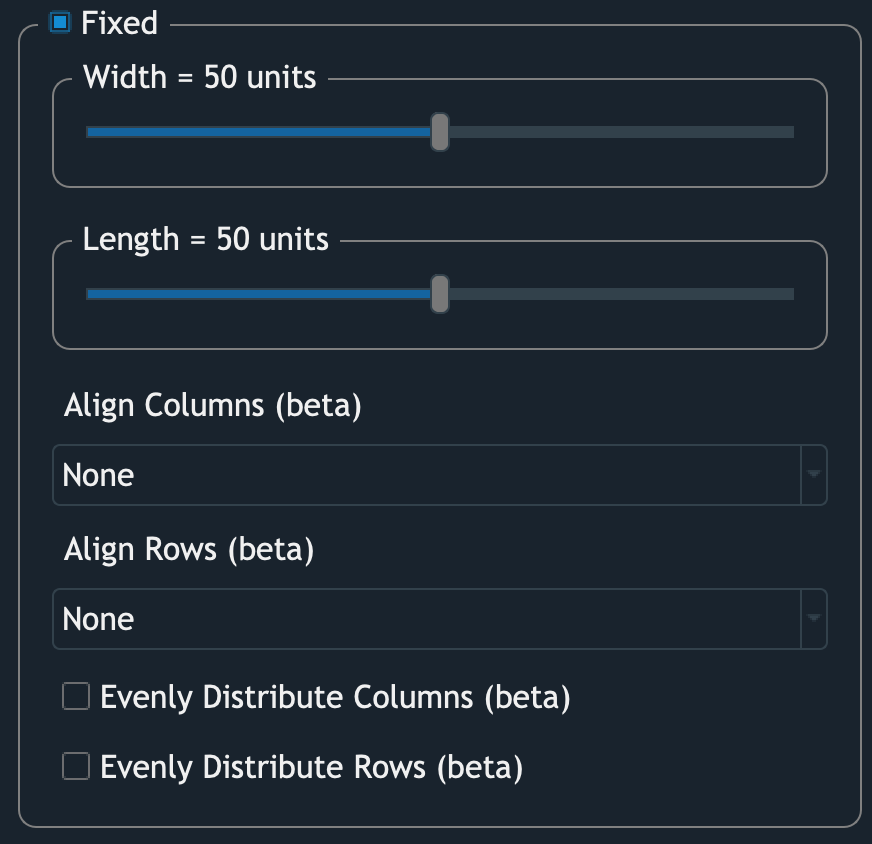 Fixed
Width = 50 units
Length = 50 units
Align Columns (beta)
None
Align Rows (beta)
None
Evenly Distribute Columns (beta)
Evenly Distribute Rows (beta)